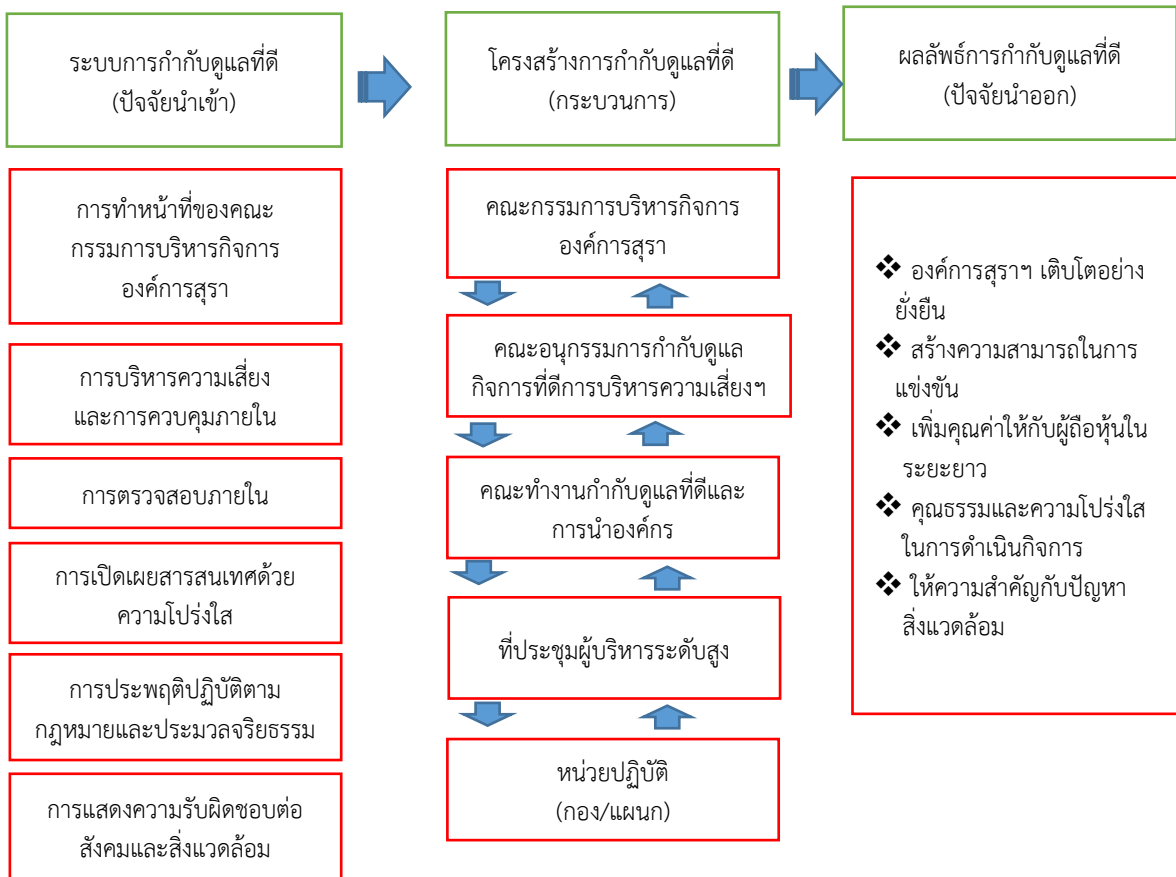 ระบบการกำกับดูแลที่ดี
(ปัจจัยนำเข้า)
โครงสร้างการกำกับดูแลที่ดี
(กระบวนการ)
ผลลัพธ์การกำกับดูแลที่ดี
(ปัจจัยนำออก)
การทำหน้าที่ของคณะ
กรรมการบริหารกิจการ
องค์การสุรา
การบริหารความเสี่ยง
และการควบคุมภายใน
การตรวจสอบภายใน
การเปิดเผยสารสนเทศด้วย
ความโปร่งใส
การประพฤติปฏิบัติตาม
กฎหมายและประมวลจริยธรรม
การแสดงความรับผิดชอบต่อ
สังคมและสิ่งแวดล้อม
คณะกรรมการบริหารกิจการ
องค์การสุรา
คณะอนุกรรมการกำกับดูแล
กิจการที่ดีการบริหารความเสี่ยงฯ
คณะทำงานกำกับดูแลที่ดีและ
การนำองค์กร
ที่ประชุมผู้บริหารระดับสูง
หน่วยปฏิบัติ
(กอง/แผนก)
❖ องค์การสุราฯ เติบโตอย่าง
ยั่งยืน
❖ สร้างความสามารถในการ
แข่งขัน
❖ เพิ่มคุณค่าให้กับผู้ถือหุ้นใน
ระยะยาว
❖ คุณธรรมและความโปร่งใส
ในการดำเนินกิจการ
❖ ให้ความสำคัญกับปัญหา
สิ่งแวดล้อม